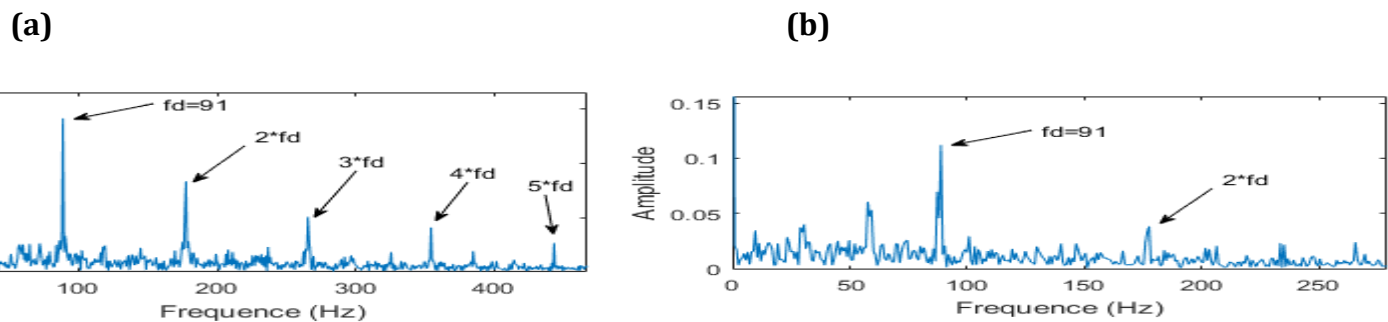 (a)
(b)
fd=91
2*fd
3*fd
4*fd
5*fd
100
200
300
400
Frequence (Hz)
0.15
0.1
0.05
0
Amplitude
fd=91
2*fd
0
50
100
150
200
250
Frequence (Hz)